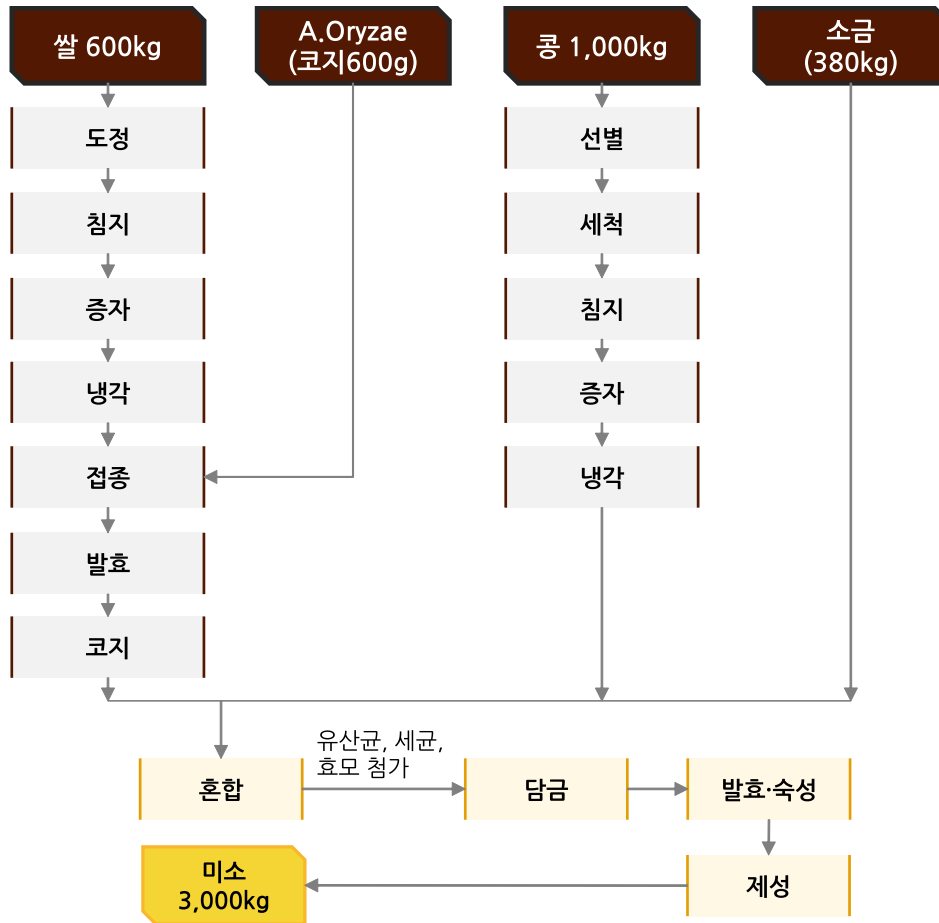 쌀 600kg
A.Oryzae
(코지600g)
콩 1,000kg
소금
(380kg)
도정
침지
증자
냉각
접종
발효
코지
선별
세척
침지
증자
냉각
유산균, 세균,
효모 첨가
혼합
담금
발효·숙성
제성
미소
3,000kg